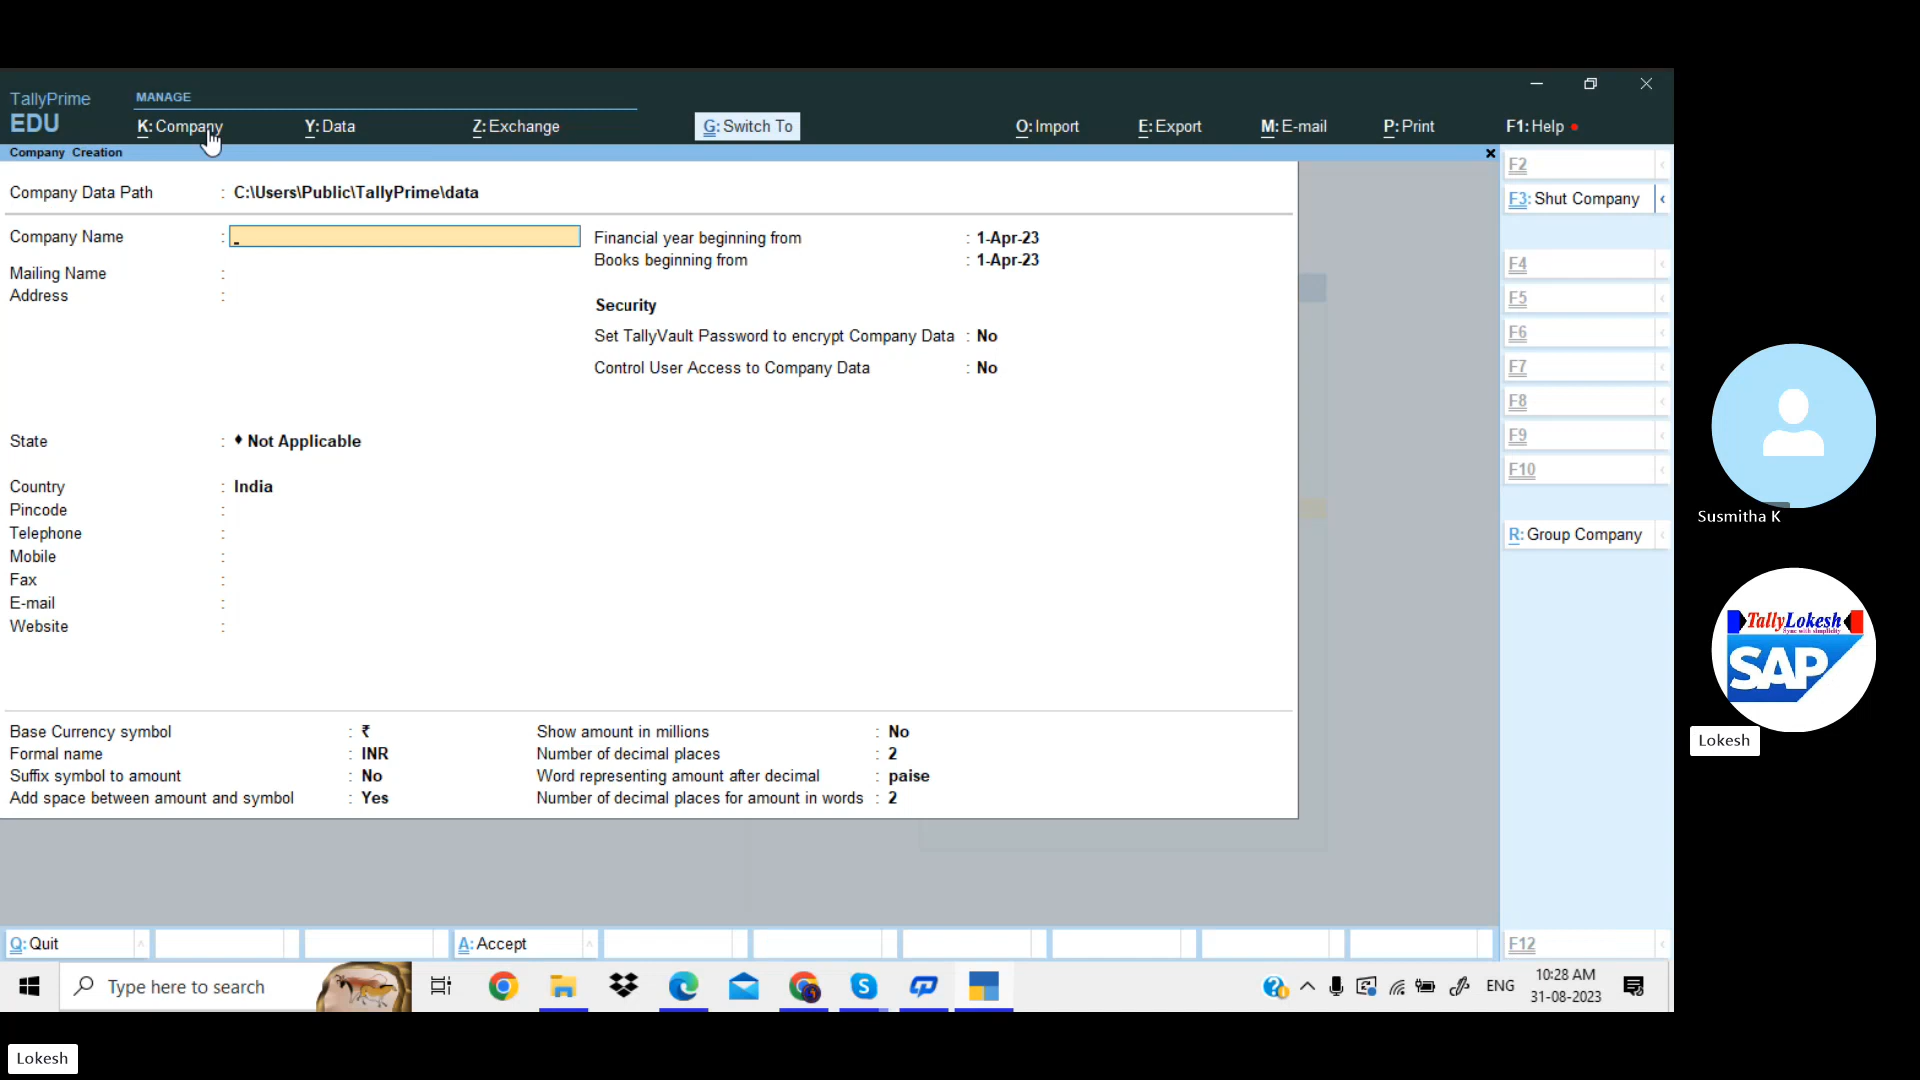 TallyPrime
EDU
MANAGE
K: Company
Y: Data
Z: Exchange
G: Switch To
O: Import
E: Export
M: E-mail
P: Print
F1: Help
Company Creation
Company Data Path : C:\Users\Public\TallyPrime\data
Company Name :
Mailing Name :
Address :
State : ♦ Not Applicable
Country : India
Pincode :
Telephone :
Mobile :
Fax :
E-mail :
Website :
Financial year beginning from : 1-Apr-23
Books beginning from : 1-Apr-23
Security
Set TallyVault Password to encrypt Company Data : No
Control User Access to Company Data : No
Base Currency symbol : ₹
Formal name : INR
Suffix symbol to amount : No
Add space between amount and symbol : Yes
Show amount in millions : No
Number of decimal places : 2
Word representing amount after decimal : paise
Number of decimal places for amount in words : 2
F2
F3: Shut Company
F4
F5
F6
F7
F8
F9
F10
R: Group Company
F12
Q: Quit
A: Accept
Type here to search
ENG
10:28 AM
31-08-2023
Susmitha K
TallyLokesh
Sync with simplicity
SAP
Lokesh
Lokesh